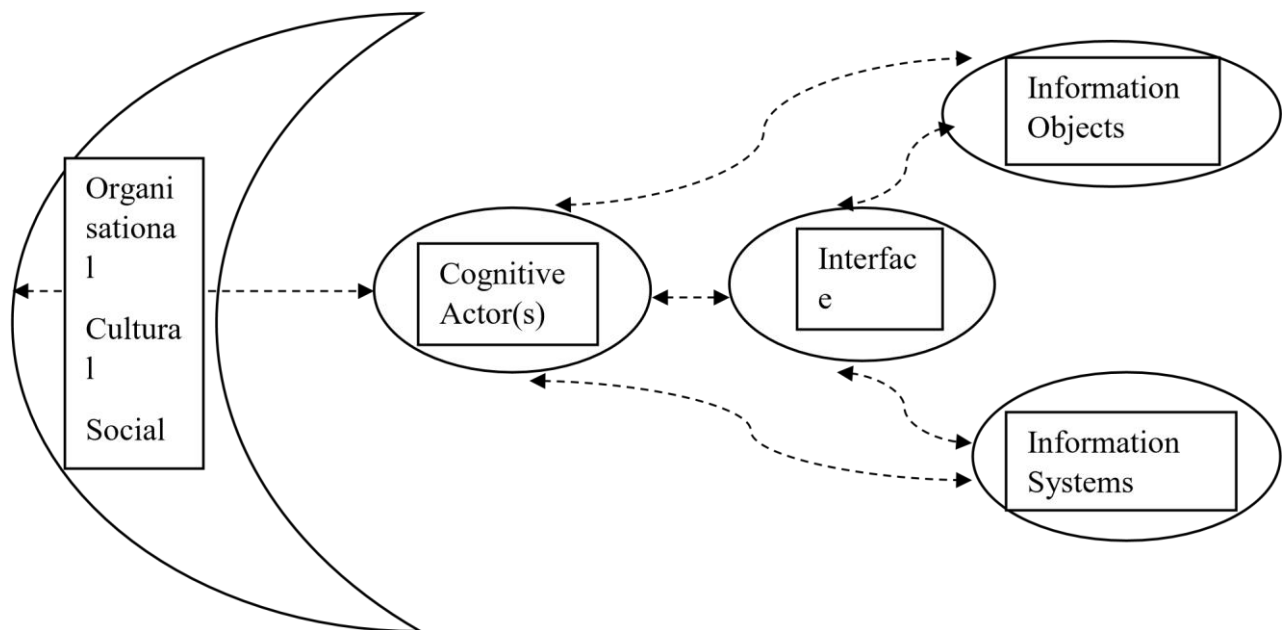 Organi
sationa
l
Cultura
l
Social
Cognitive
Actor(s)
Interfac
e
Information
Objects
Information
Systems